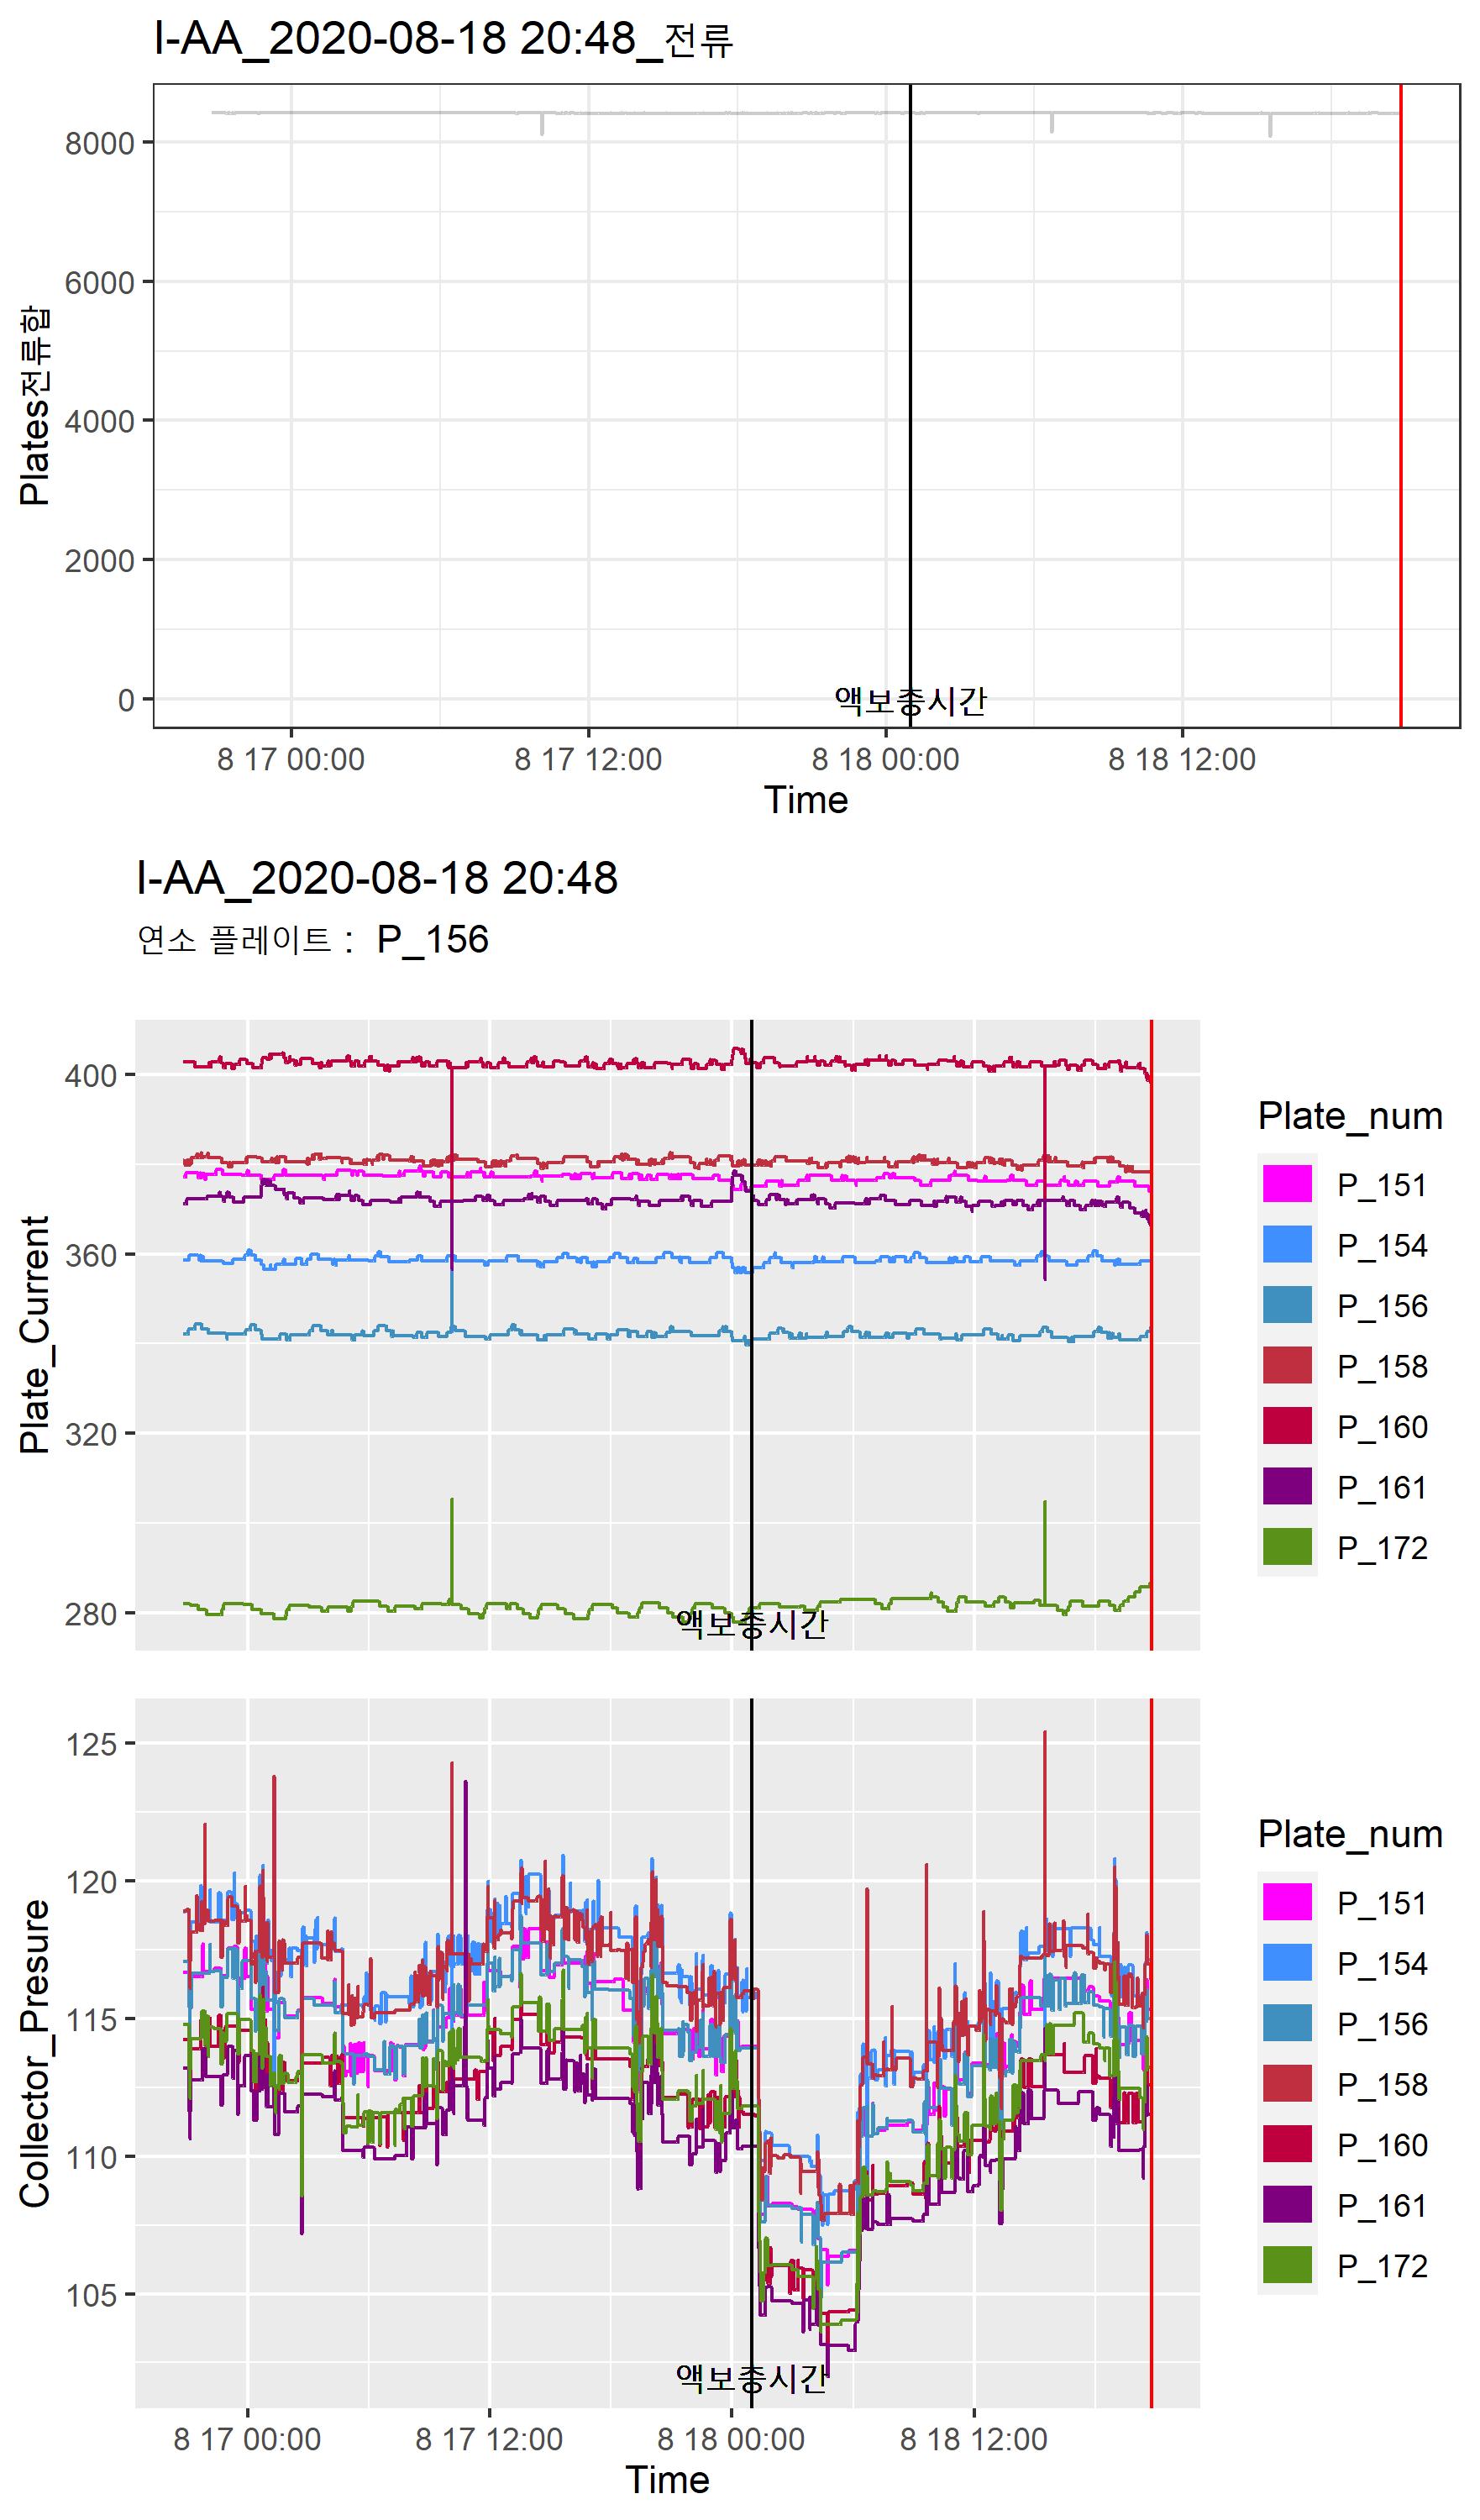 I-AA_2020-08-18 20:48_전류
Plates전류합
8000
6000
4000
2000
0
액보충시간
8 17 00:00
8 17 12:00
8 18 00:00
8 18 12:00
Time
I-AA_2020-08-18 20:48
연소 플레이트 : P_156
Plate_Current
400
360
320
280
액보충시간
Plate_num
P_151
P_154
P_156
P_158
P_160
P_161
P_172
Collector_Presure
125
120
115
110
105
액보충시간
8 17 00:00
8 17 12:00
8 18 00:00
8 18 12:00
Time
Plate_num
P_151
P_154
P_156
P_158
P_160
P_161
P_172